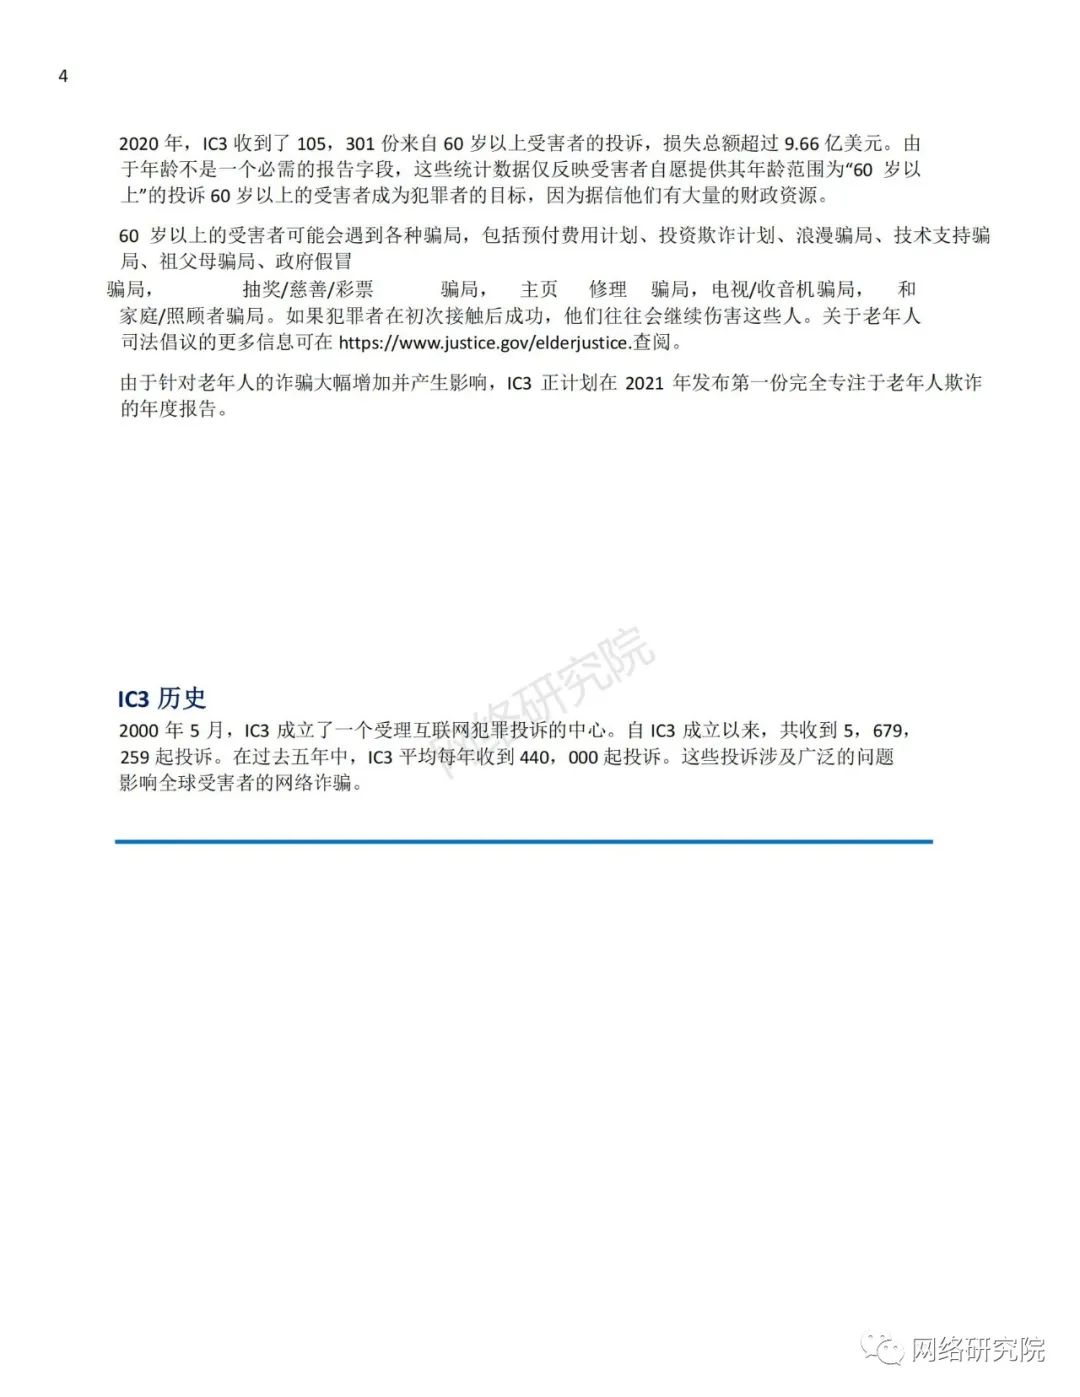 4
2020 年，IC3 收到了 105，301 份来自 60 岁以上受害者的投诉，损失总额超过 9.66 亿美元。由
于年龄不是一个必需的报告字段，这些统计数据仅反映受害者自愿提供其年龄范围为“60 岁以
上”的投诉 60 岁以上的受害者成为犯罪者的目标，因为据信他们有大量的财政资源。
60 岁以上的受害者可能会遇到各种骗局，包括预付费用计划、投资欺诈计划、浪漫骗局、技术支持骗
局、祖父母骗局、政府假冒
骗局， 抽奖/慈善/彩票 骗局， 主页 修理 骗局，电视/收音机骗局， 和
家庭/照顾者骗局。如果犯罪者在初次接触后成功，他们往往会继续伤害这些人。关于老年人
司法倡议的更多信息可在 https://www.justice.gov/elderjustice.查阅。
由于针对老年人的诈骗大幅增加并产生影响，IC3 正计划在 2021 年发布第一份完全专注于老年人欺诈
的年度报告。
网络研究院
IC3 历史
2000 年 5 月，IC3 成立了一个受理互联网犯罪投诉的中心。自 IC3 成立以来，共收到 5，679，
259 起投诉。在过去五年中，IC3 平均每年收到 440，000 起投诉。这些投诉涉及广泛的问题
影响全球受害者的网络诈骗。
网络研究院